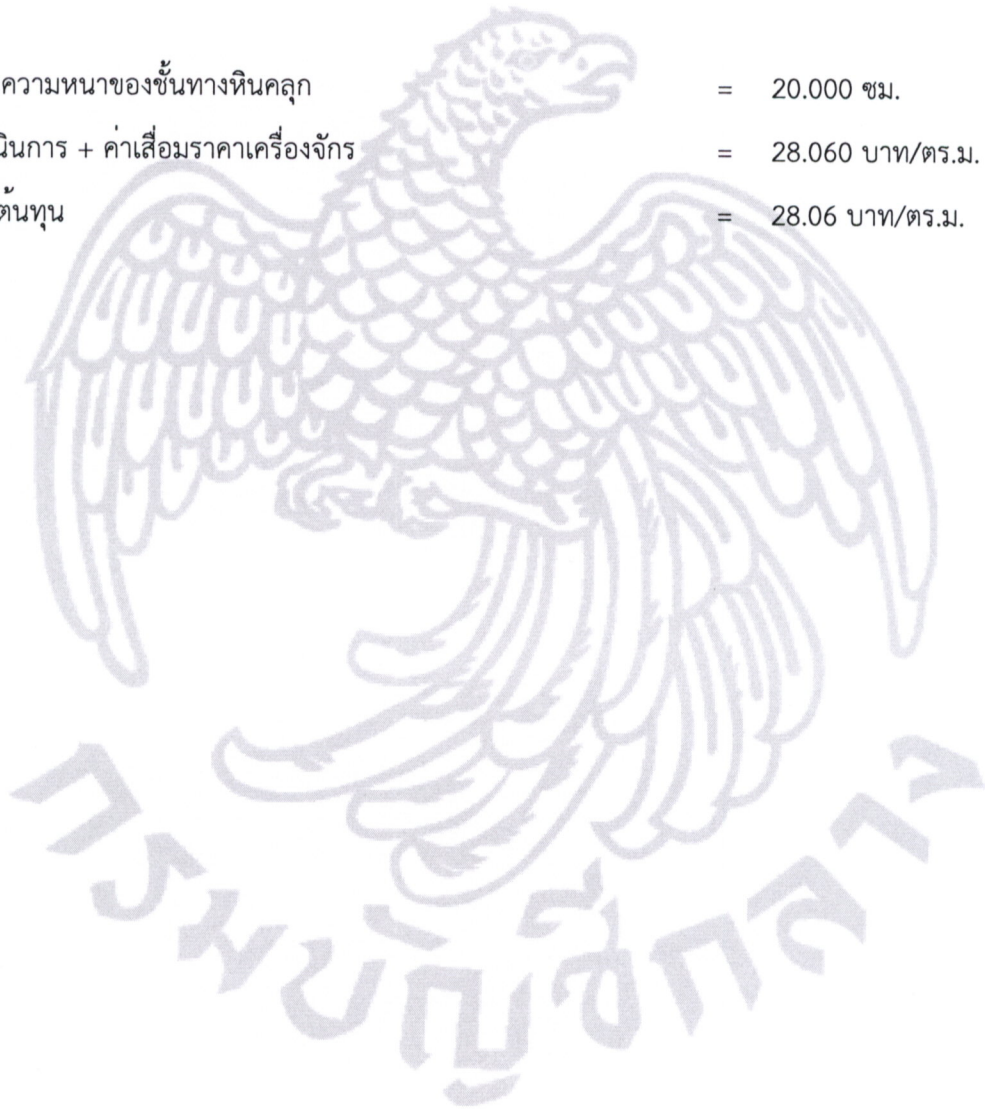 ความหนาของชั้นทางหินคลุก = 20.000 ซม.
นินการ + ค่าเสื่อมราคาเครื่องจักร = 28.060 บาท/ตร.ม.
ต้นทุน = 28.06 บาท/ตร.ม.
กรมบัญชีกลาง